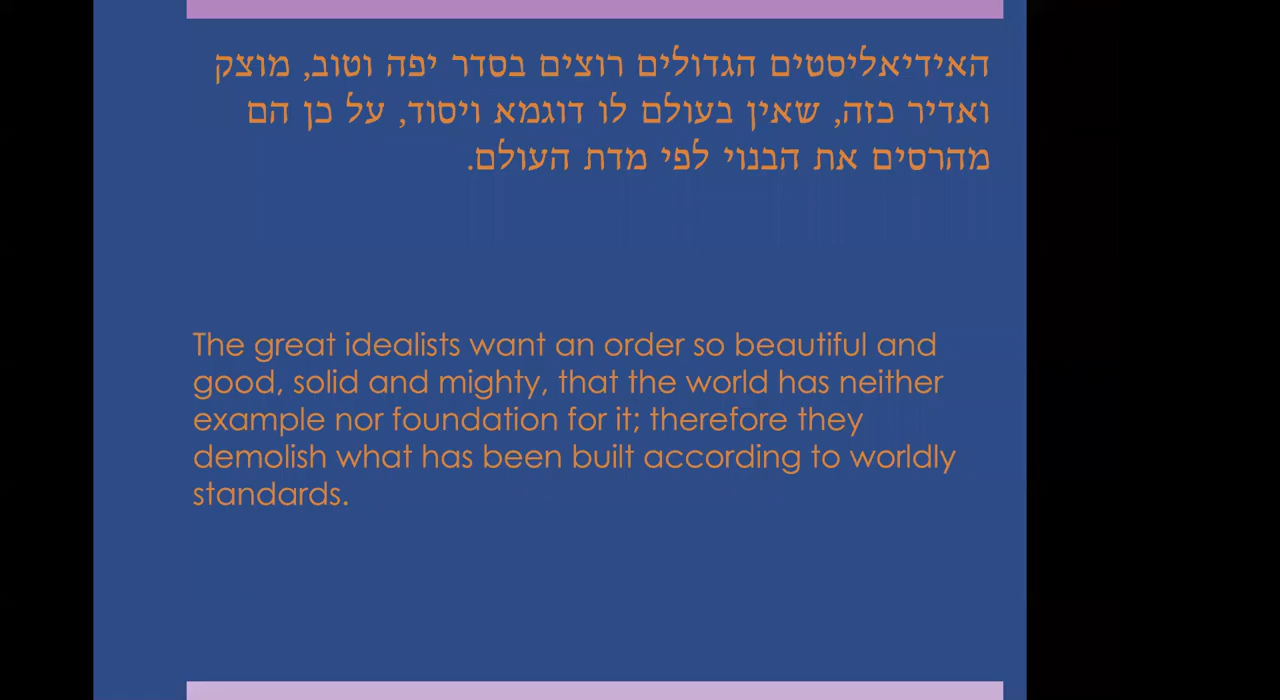 האידיאליסטים הגדולים רוצים בסדר יפה וטוב, מוצק
ואדיר כזה, שאין בעולם לו דוגמא ויסוד, על כן הם
מהרסים את הבנוי לפי מדת העולם.
The great idealists want an order so beautiful and
good, solid and mighty, that the world has neither
example nor foundation for it; therefore they
demolish what has been built according to worldly
standards.